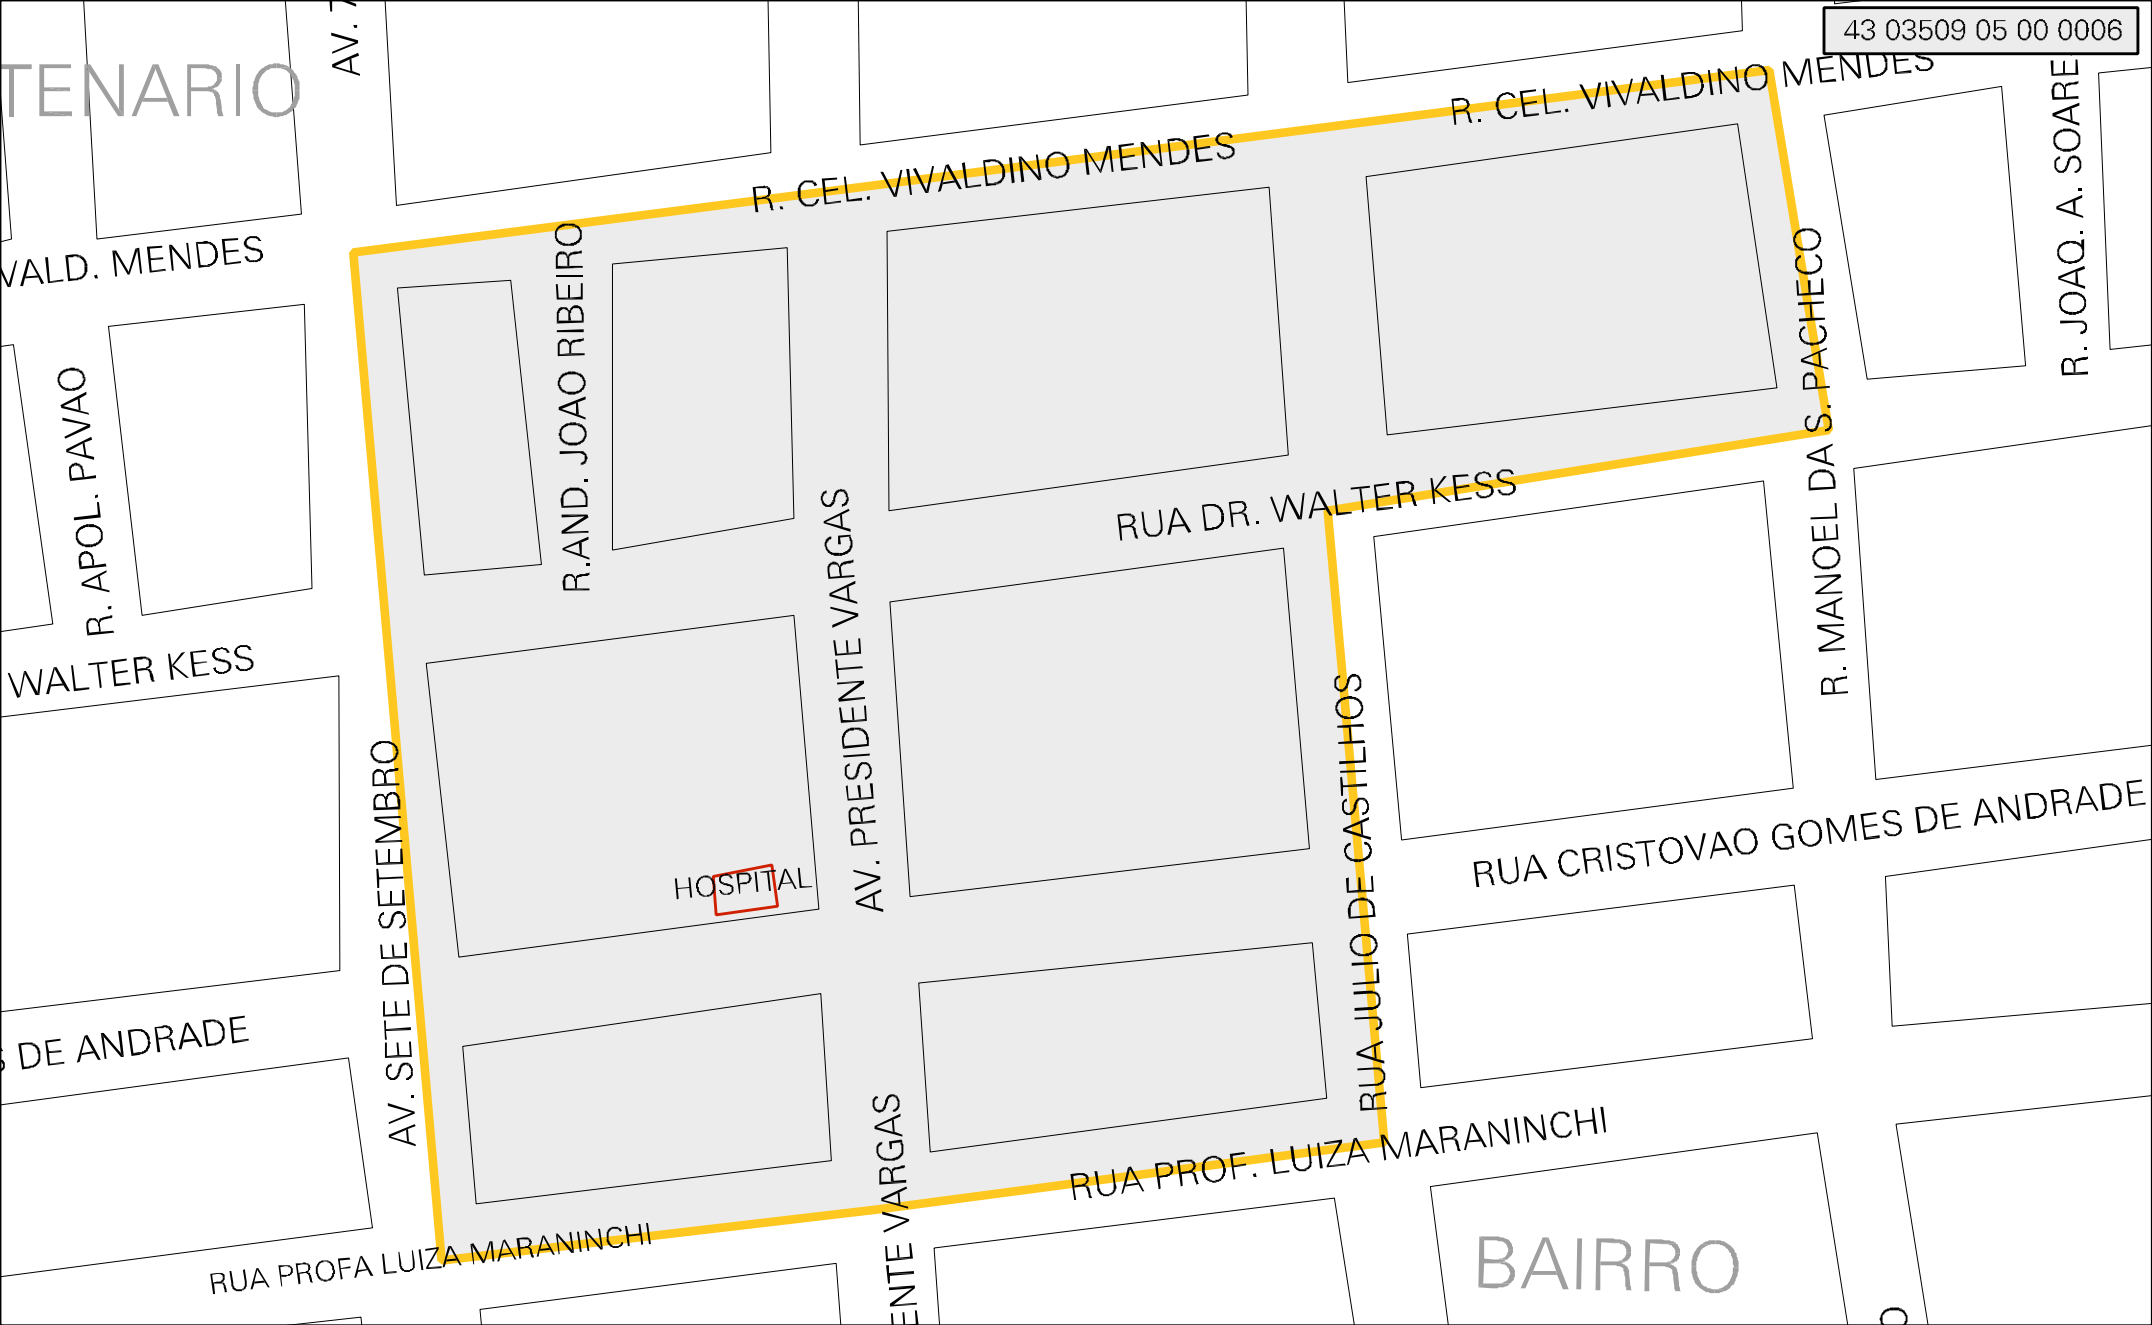 43 03509 05 00 0006
AV. 7
TENARIO
R. CEL. VIVALDINO MENDES
R. CEL. VIVALDINO MENDES
VALD. MENDES
R.AND. JOAO RIBEIRO
R. JOAQ. A. SOARE
R. MANOEL DA S. PACHECO
R. APOL. PAVAO
RUA DR. WALTER KESS
WALTER KESS
AV. PRESIDENTE VARGAS
AV. SETE DE SETEMBRO
RUA JULIO DE CASTILHOS
RUA CRISTOVAO GOMES DE ANDRADE
HOSPITAL
S DE ANDRADE
RUA PROF. LUIZA MARANINCHI
ENTE VARGAS
RUA PROFA LUIZA MARANINCHI
BAIRRO
O